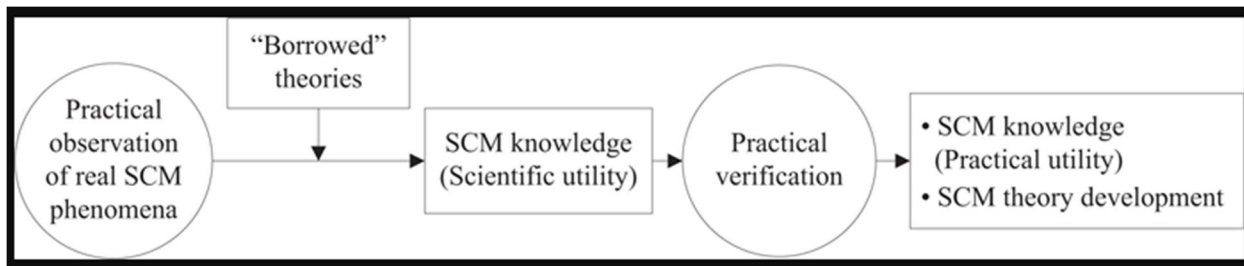 Practical
observation
of real SCM
phenomena
“Borrowed”
theories
SCM knowledge
(Scientific utility)
Practical
verification
• SCM knowledge
(Practical utility)
• SCM theory development